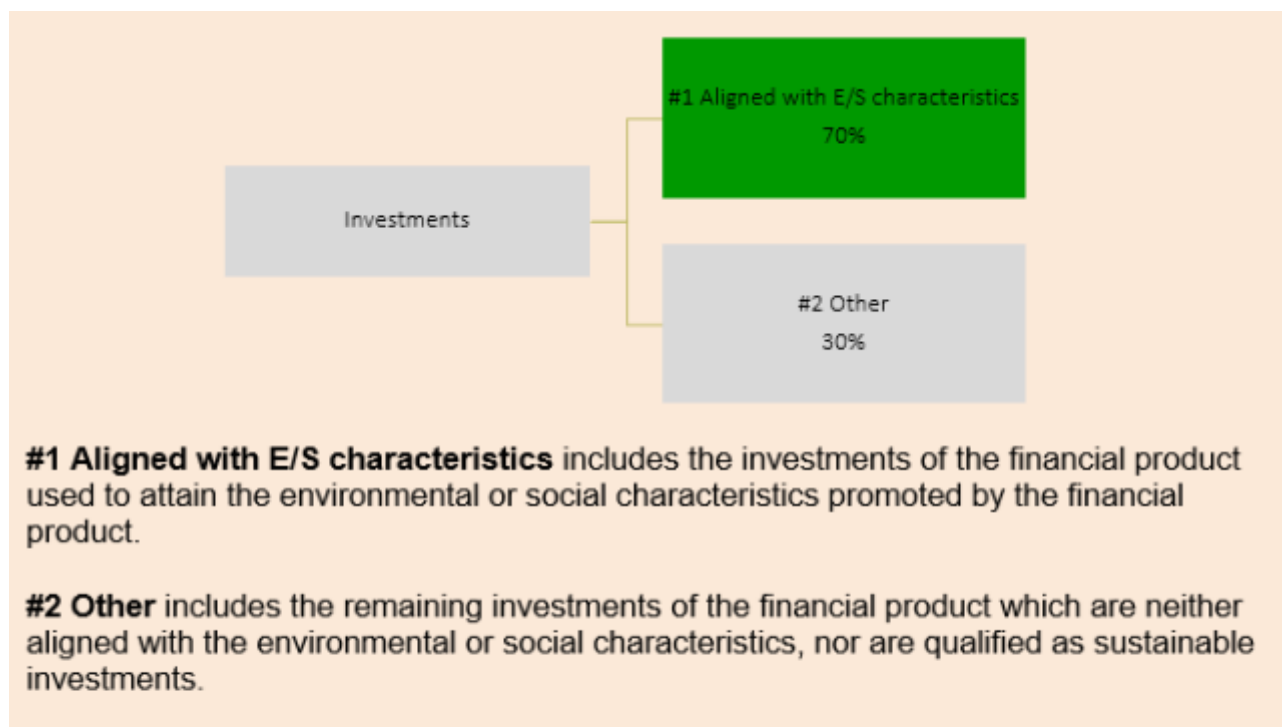 #1 Aligned with E/S characteristics
70%
Investments
#2 Other
30%
#1 Aligned with E/S characteristics includes the investments of the financial product
used to attain the environmental or social characteristics promoted by the financial
product.
#2 Other includes the remaining investments of the financial product which are neither
aligned with the environmental or social characteristics, nor are qualified as sustainable
investments.